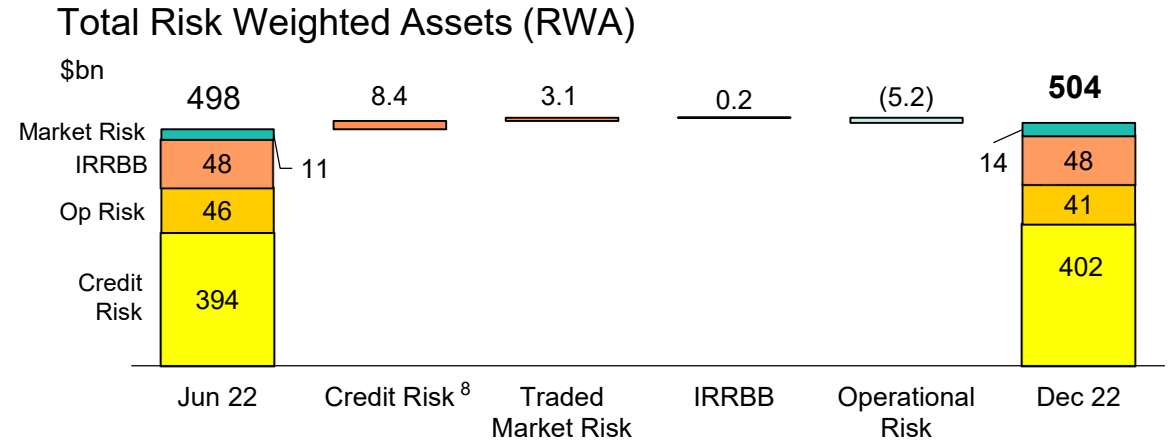 Total Risk Weighted Assets (RWA)
$bn
498
8.4
3.1
0.2
(5.2)
504
Market Risk
11
14
IRRBB
48
48
Op Risk
46
41
Credit
Risk
394
402
Jun 22
Credit Risk 8
Traded
Market Risk
IRRBB
Operational
Risk
Dec 22